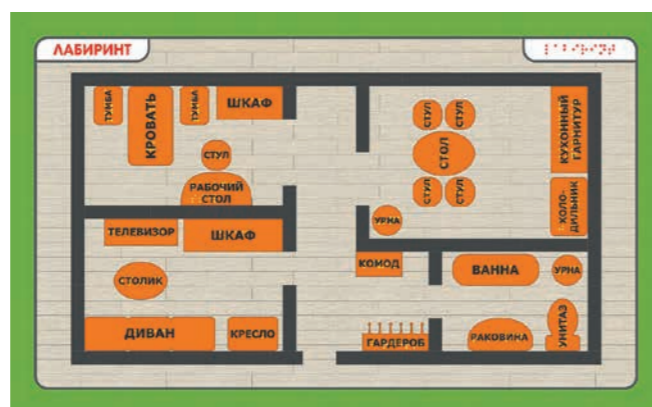 ЛАБИРИНТ
⠇⠁⠃⠊⠗⠊⠝⠞
ТУМБА
КРОВАТЬ
ТУМБА
ШКАФ
СТУЛ
РАБОЧИЙ
СТОЛ
СТУЛ
СТУЛ
СТОЛ
СТУЛ
СТУЛ
УРНА
КУХОННЫЙ
ГАРНИТУР
ХОЛО-
ДИЛЬНИК
ТЕЛЕВИЗОР
ШКАФ
СТОЛИК
ДИВАН
КРЕСЛО
КОМОД
ГАРДЕРОБ
ВАННА
УРНА
РАКОВИНА
УНИТАЗ